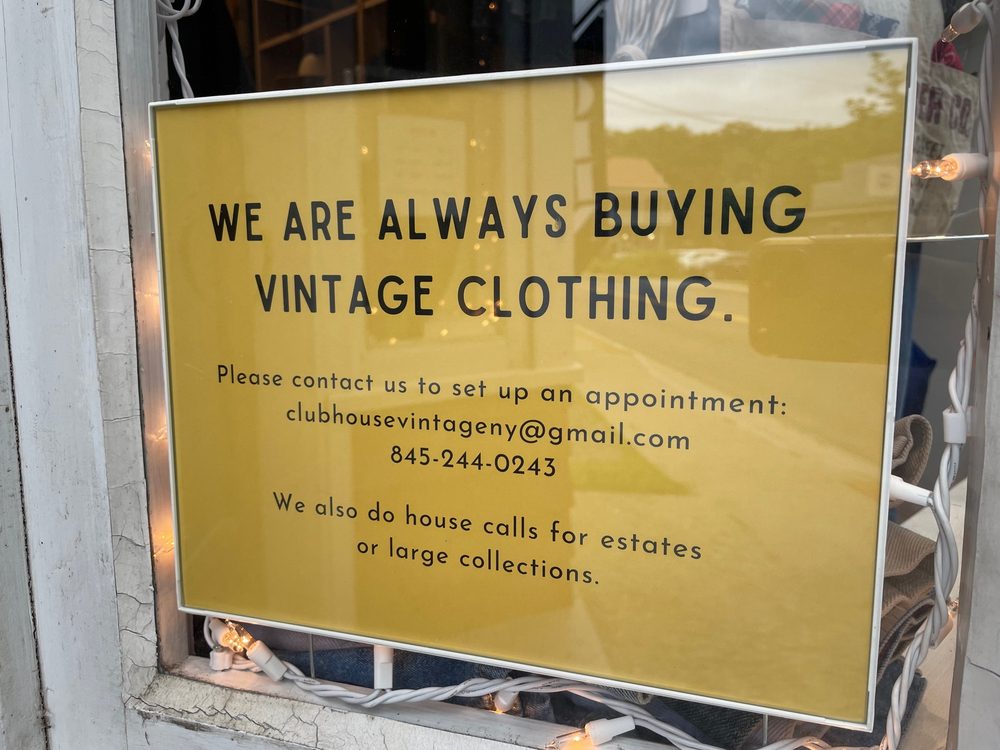 WE ARE ALWAYS BUYING
VINTAGE CLOTHING.
Please contact us to set up an appointment:
clubhousevintageny@gmail.com
845-244-0243
We also do house calls for estates
or large collections.